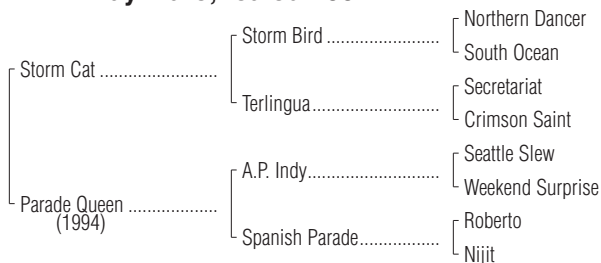 Northern Dancer
Storm Bird ........................
South Ocean
Storm Cat .........................
Secretariat
Terlingua...........................
Crimson Saint
Seattle Slew
A.P. Indy............................
Weekend Surprise
Parade Queen ...................
(1994)
Roberto
Spanish Parade.................
Nijit